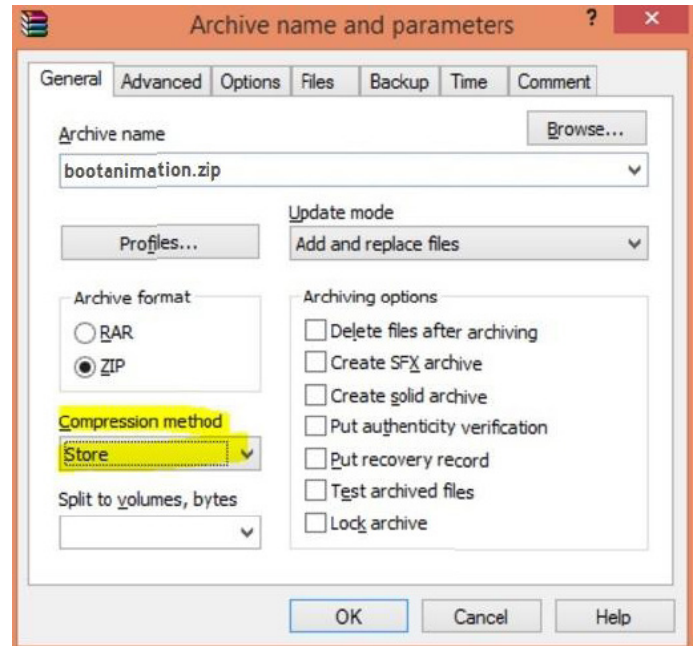 Archive name and parameters ? ×
General Advanced Options Files Backup Time Comment
Archive name
Browse...
bootanimation.zip
Update mode
Profiles...
Add and replace files
Archive format
RAR
ZIP
Compression method
Store
Split to volumes, bytes
Archiving options
Delete files after archiving
Create SFX archive
Create solid archive
Put authenticity verification
Put recovery record
Test archived files
Lock archive
OK Cancel Help